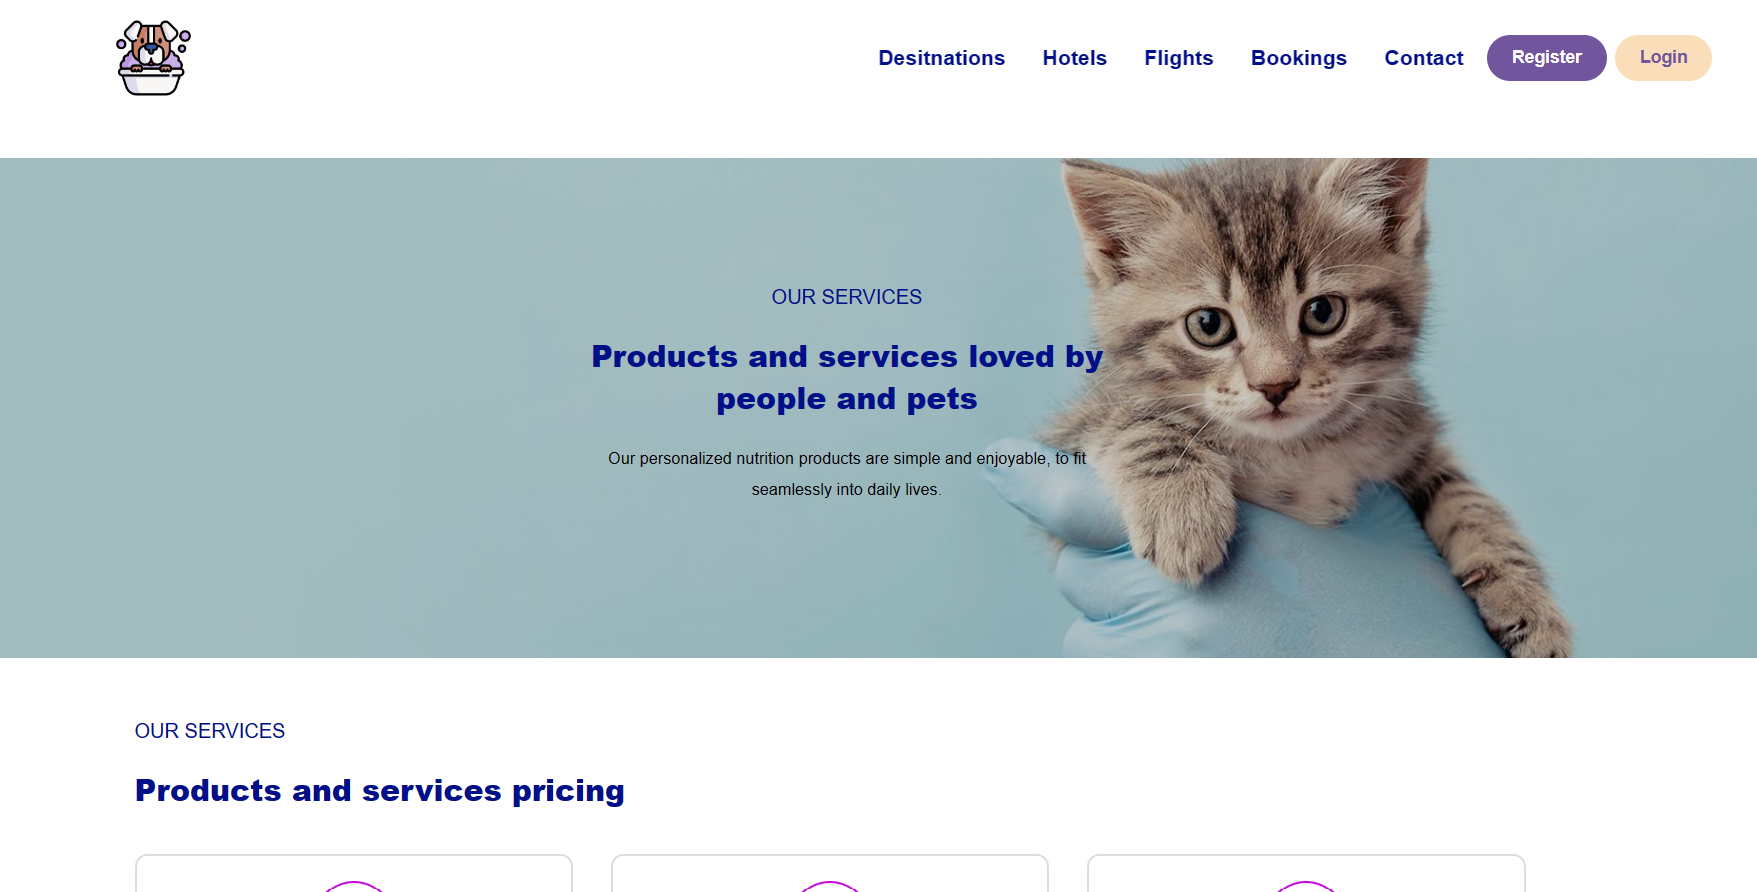 Desitnations Hotels Flights Bookings Contact Register Login
OUR SERVICES
Products and services loved by
people and pets
Our personalized nutrition products are simple and enjoyable, to fit
seamlessly into daily lives.
OUR SERVICES
Products and services pricing